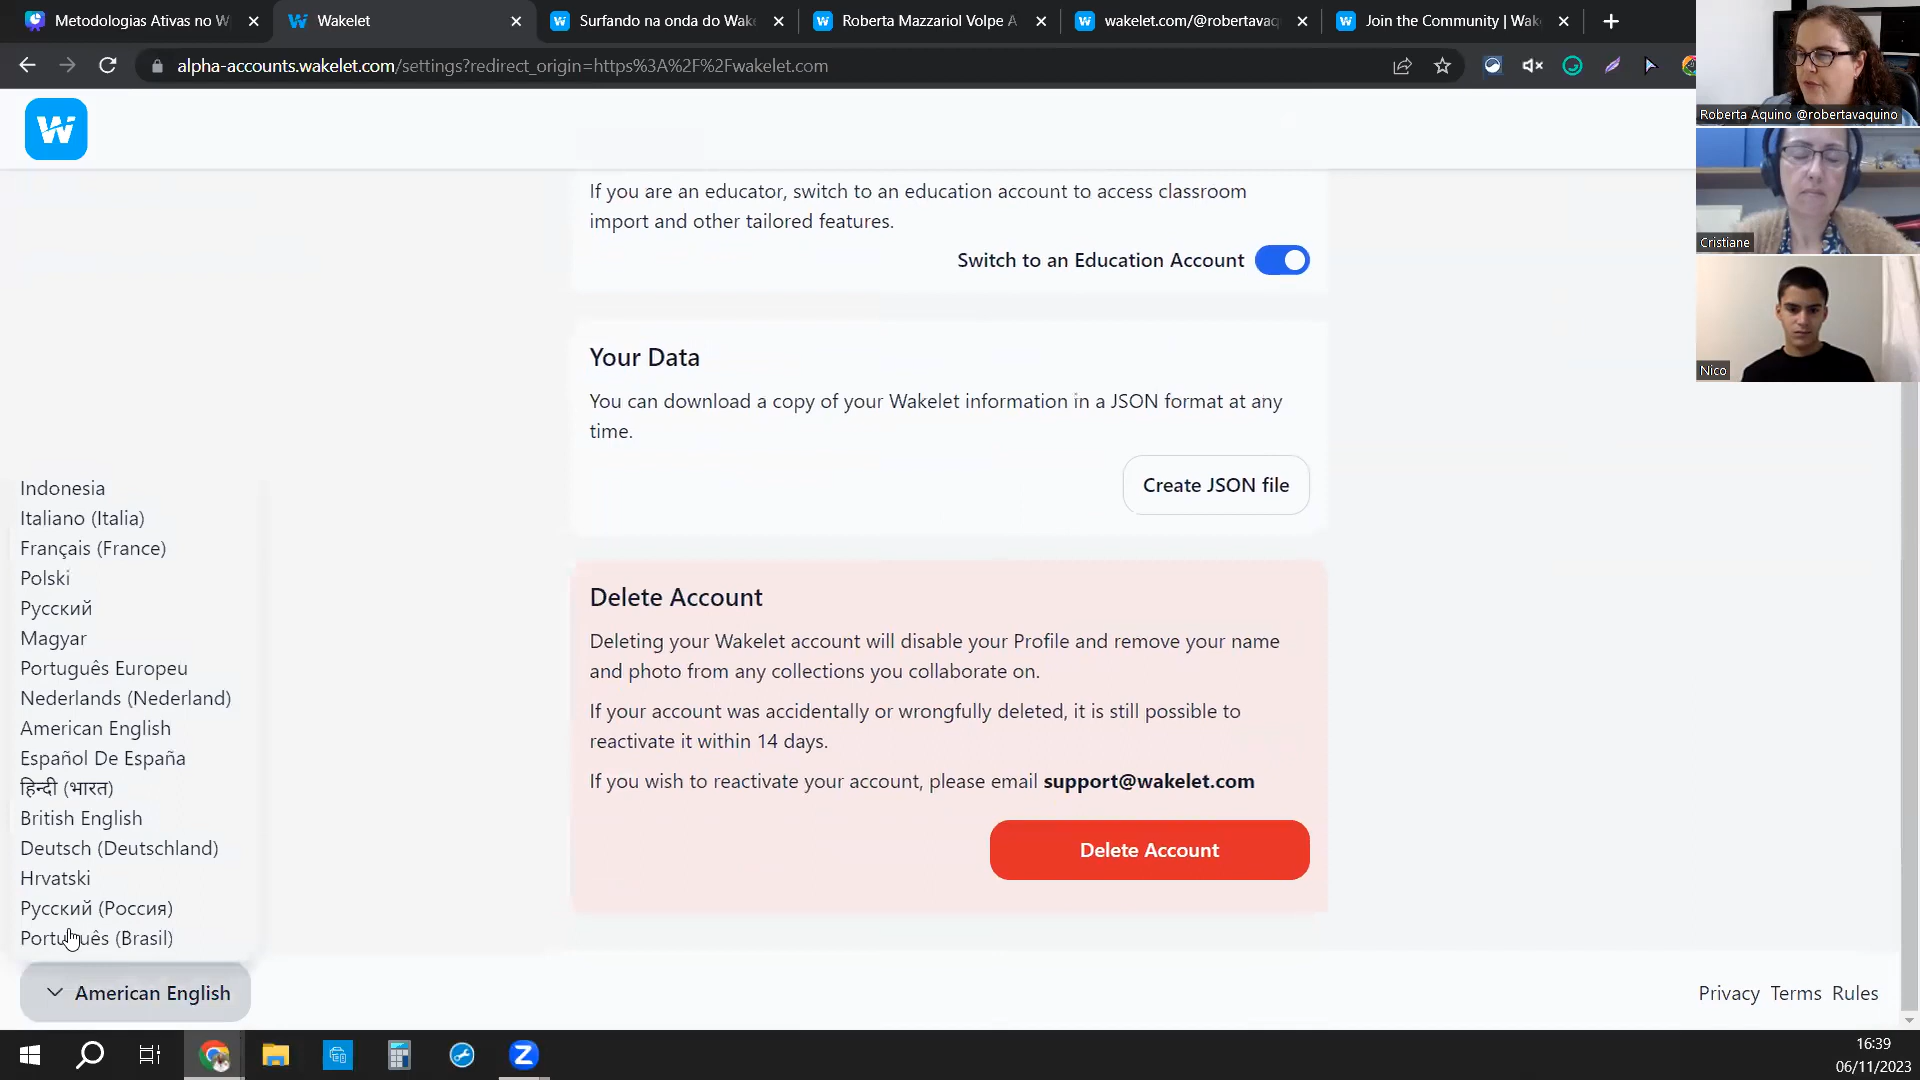 Metodologias Ativas no W
Wakelet
Surfando na onda do Wake
Roberta Mazzariol Volpe A
wakelet.com/@robertavaq
Join the Community | Wak
alpha-accounts.wakelet.com/settings?redirect_origin=https%3A%2F%2Fwakelet.com
Roberta Aquino @robertavaquino
Cristiane
Nico
If you are an educator, switch to an education account to access classroom
import and other tailored features.
Switch to an Education Account
Your Data
You can download a copy of your Wakelet information in a JSON format at any
time.
Create JSON file
Delete Account
Deleting your Wakelet account will disable your Profile and remove your name
and photo from any collections you collaborate on.
If your account was accidentally or wrongfully deleted, it is still possible to
reactivate it within 14 days.
If you wish to reactivate your account, please email support@wakelet.com
Delete Account
Indonesia
Italiano (Italia)
Français (France)
Polski
Русский
Magyar
Português Europeu
Nederlands (Nederland)
American English
Español De España
हिन्दी (भारत)
British English
Deutsch (Deutschland)
Hrvatski
Русский (Россия)
Português (Brasil)
American English
Privacy Terms Rules
16:39
06/11/2023